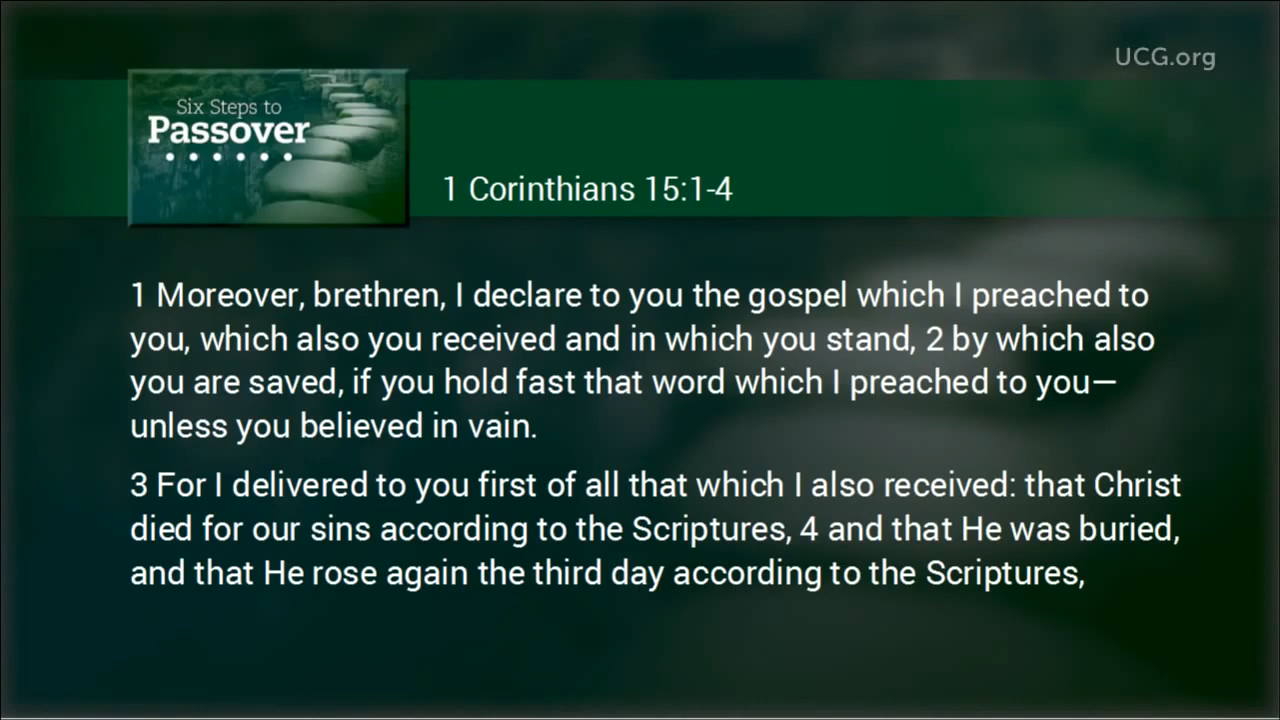 UCG.org
Six Steps to
Passover
1 Corinthians 15:1-4
1 Moreover, brethren, I declare to you the gospel which I preached to
you, which also you received and in which you stand, 2 by which also
you are saved, if you hold fast that word which I preached to you—
unless you believed in vain.
3 For I delivered to you first of all that which I also received: that Christ
died for our sins according to the Scriptures, 4 and that He was buried,
and that He rose again the third day according to the Scriptures,